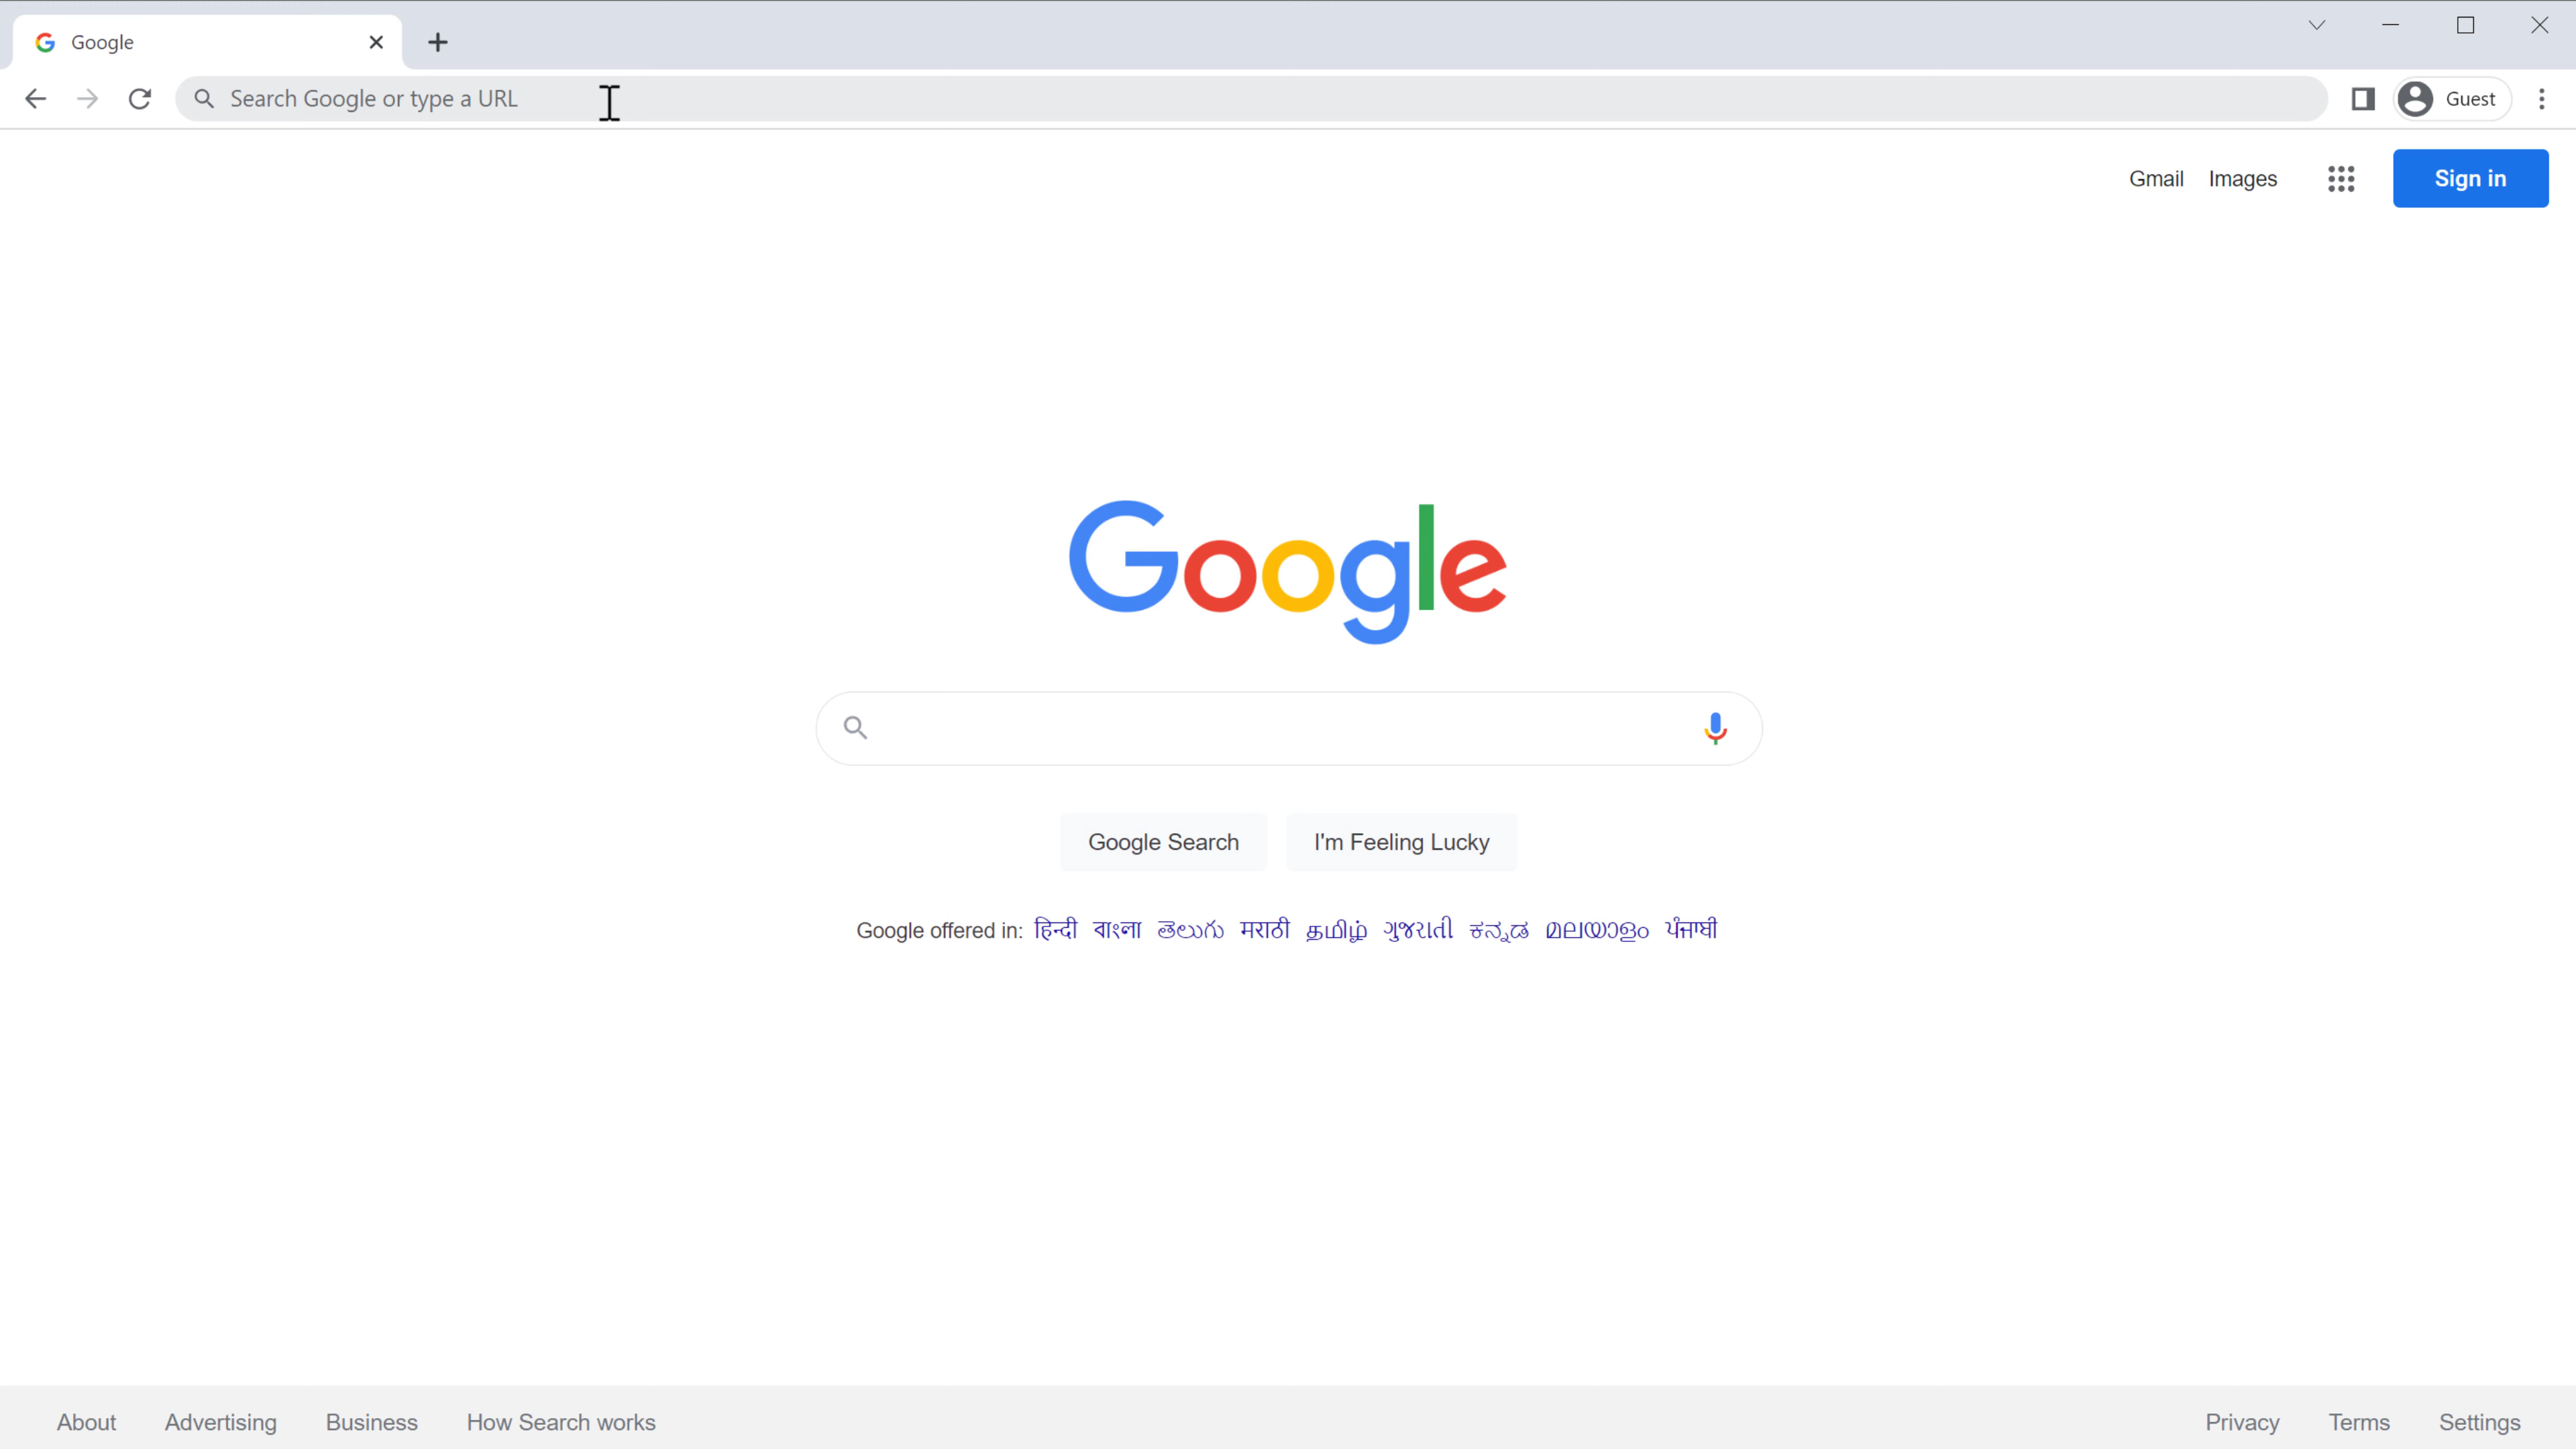 Google
Search Google or type a URL
Guest
Gmail Images Sign in
Google
Google Search I'm Feeling Lucky
Google offered in: हिन्दी বাংলা తెలుగు मराठी தமிழ் ગુજરાતી ಕನ್ನಡ മലയാളം ਪੰਜਾਬੀ
About Advertising Business How Search works Privacy Terms Settings